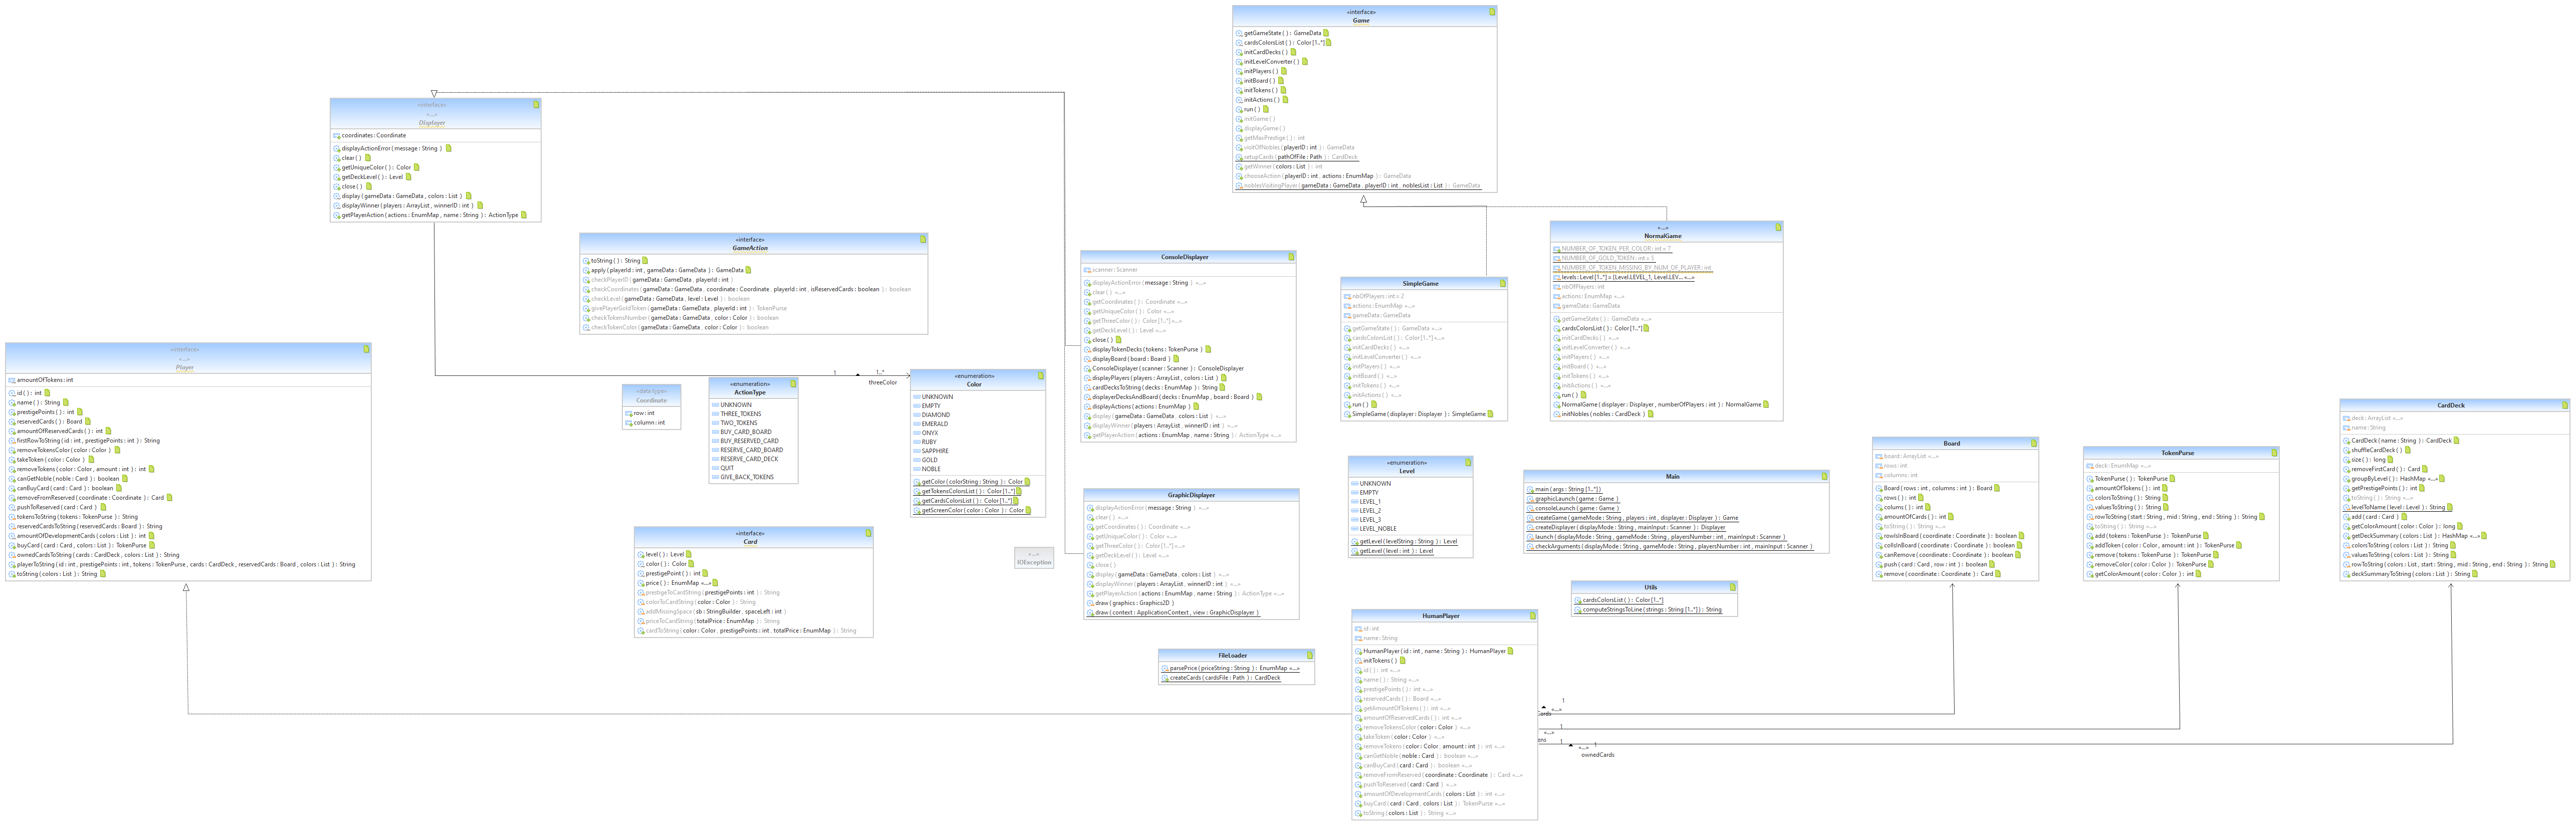 «interface»
Game
getGameState ( ) : GameData
cardsColorsList ( ) : Color [1..*]
initCardDecks ( )
initLevelConverter ( )
initPlayers ( )
initBoard ( )
initTokens ( )
initActions ( )
run ( )
initGame ( )
displayGame ( )
getMaxPrestige ( ) : int
visitOfNobles ( playerID : int ) : GameData
setupCards ( pathOfFile : Path ) : CardDeck
getWinner ( colors : List ) : int
chooseAction ( playerID : int , actions : EnumMap ) : GameData
noblesVisitingPlayer ( gameData : GameData , playerID : int , noblesList : List ) : GameData
«interface»
«...»
Displayer
coordinates : Coordinate
displayActionError ( message : String )
clear ( )
getUniqueColor ( ) : Color
getDeckLevel ( ) : Level
close ( )
display ( gameData : GameData , colors : List )
displayWinner ( players : ArrayList , winnerID : int )
getPlayerAction ( actions : EnumMap , name : String ) : ActionType
«interface»
GameAction
toString ( ) : String
apply ( playerId : int , gameData : GameData ) : GameData
checkPlayerID ( gameData : GameData , playerId : int )
checkCoordinates ( gameData : GameData , coordinate : Coordinate , playerId : int , isReservedCards : boolean ) : boolean
checkLevel ( gameData : GameData , level : Level ) : boolean
givePlayerGoldToken ( gameData : GameData , playerId : int ) : TokenPurse
checkTokensNumber ( gameData : GameData , color : Color ) : boolean
checkTokenColor ( gameData : GameData , color : Color ) : boolean
«...»
NormalGame
NUMBER_OF_TOKEN_PER_COLOR : int = 7
NUMBER_OF_GOLD_TOKEN : int = 5
NUMBER_OF_TOKEN_MISSING_BY_NUM_OF_PLAYER : int
levels : Level [1..*] = {Level.LEVEL_1, Level.LEV... «...»
nbOfPlayers : int
actions : EnumMap «...»
gameData : GameData
getGameState ( ) : GameData «...»
cardsColorsList ( ) : Color [1..*]
initCardDecks ( ) «...»
initLevelConverter ( ) «...»
initPlayers ( ) «...»
initBoard ( ) «...»
initTokens ( ) «...»
initActions ( ) «...»
run ( )
NormalGame ( displayer : Displayer , numberOfPlayers : int ) : NormalGame
initNobles ( nobles : CardDeck )
ConsoleDisplayer
scanner : Scanner
displayActionError ( message : String ) «...»
clear ( ) «...»
getCoordinates ( ) : Coordinate «...»
getUniqueColor ( ) : Color «...»
getThreeColor ( ) : Color [1..*] «...»
getDeckLevel ( ) : Level «...»
close ( )
displayTokenDecks ( tokens : TokenPurse )
displayBoard ( board : Board )
ConsoleDisplayer ( scanner : Scanner ) : ConsoleDisplayer
displayPlayers ( players : ArrayList , colors : List )
cardDecksToString ( decks : EnumMap ) : String
displayerDecksAndBoard ( decks : EnumMap , board : Board )
displayActions ( actions : EnumMap )
display ( gameData : GameData , colors : List ) «...»
displayWinner ( players : ArrayList , winnerID : int ) «...»
getPlayerAction ( actions : EnumMap , name : String ) : ActionType «...»
SimpleGame
nbOfPlayers : int = 2
actions : EnumMap «...»
gameData : GameData
getGameState ( ) : GameData «...»
cardsColorsList ( ) : Color [1..*] «...»
initCardDecks ( ) «...»
initLevelConverter ( ) «...»
initPlayers ( ) «...»
initBoard ( ) «...»
initTokens ( ) «...»
initActions ( ) «...»
run ( )
SimpleGame ( displayer : Displayer ) : SimpleGame
«interface»
«...»
Player
amountOfTokens : int
id ( ) : int
name ( ) : String
prestigePoints ( ) : int
reservedCards ( ) : Board
amountOfReservedCards ( ) : int
firstRowToString ( id : int , prestigePoints : int ) : String
removeTokensColor ( color : Color )
takeToken ( color : Color )
removeTokens ( color : Color , amount : int ) : int
canGetNoble ( noble : Card ) : boolean
canBuyCard ( card : Card ) : boolean
removeFromReserved ( coordinate : Coordinate ) : Card
pushToReserved ( card : Card )
tokensToString ( tokens : TokenPurse ) : String
reservedCardsToString ( reservedCards : Board ) : String
amountOfDevelopmentCards ( colors : List ) : int
buyCard ( card : Card , colors : List ) : TokenPurse
ownedCardsToString ( cards : CardDeck , colors : List ) : String
playerToString ( id : int , prestigePoints : int , tokens : TokenPurse , cards : CardDeck , reservedCards : Board , colors : List ) : String
toString ( colors : List ) : String
1
1..*
threeColor
«data type»
Coordinate
row : int
column : int
«enumeration»
ActionType
UNKNOWN
THREE_TOKENS
TWO_TOKENS
BUY_CARD_BOARD
BUY_RESERVED_CARD
RESERVE_CARD_BOARD
RESERVE_CARD_DECK
QUIT
GIVE_BACK_TOKENS
«enumeration»
Color
UNKNOWN
EMPTY
DIAMOND
EMERALD
ONYX
RUBY
SAPPHIRE
GOLD
NOBLE
getColor ( colorString : String ) : Color
getTokensColorsList ( ) : Color [1..*]
getCardsColorsList ( ) : Color [1..*]
getScreenColor ( color : Color ) : Color
«interface»
Card
level ( ) : Level
color ( ) : Color
prestigePoint ( ) : int
price ( ) : EnumMap «...»
prestigeToCardString ( prestigePoints : int ) : String
colorToCardString ( color : Color ) : String
addMissingSpace ( sb : StringBuilder , spaceLeft : int )
priceToCardString ( totalPrice : EnumMap ) : String
cardToString ( color : Color , prestigePoints : int , totalPrice : EnumMap ) : String
«...»
IOException
GraphicDisplayer
displayActionError ( message : String ) «...»
clear ( ) «...»
getCoordinates ( ) : Coordinate «...»
getUniqueColor ( ) : Color «...»
getThreeColor ( ) : Color [1..*] «...»
getDeckLevel ( ) : Level «...»
close ( )
display ( gameData : GameData , colors : List ) «...»
displayWinner ( players : ArrayList , winnerID : int ) «...»
getPlayerAction ( actions : EnumMap , name : String ) : ActionType «...»
draw ( graphics : Graphics2D )
draw ( context : ApplicationContext , view : GraphicDisplayer )
«enumeration»
Level
UNKNOWN
EMPTY
LEVEL_1
LEVEL_2
LEVEL_3
LEVEL_NOBLE
getLevel ( levelString : String ) : Level
getLevel ( level : int ) : Level
Main
main ( args : String [1..*] )
graphicLaunch ( game : Game )
consoleLaunch ( game : Game )
createGame ( gameMode : String , players : int , displayer : Displayer ) : Game
createDisplayer ( displayMode : String , mainInput : Scanner ) : Displayer
launch ( displayMode : String , gameMode : String , playersNumber : int , mainInput : Scanner )
checkArguments ( displayMode : String , gameMode : String , playersNumber : int , mainInput : Scanner )
Utils
cardsColorsList ( ) : Color [1..*]
computeStringsToLine ( strings : String [1..*] ) : String
FileLoader
parsePrice ( priceString : String ) : EnumMap «...»
createCards ( cardsFile : Path ) : CardDeck
HumanPlayer
id : int
name : String
HumanPlayer ( id : int , name : String ) : HumanPlayer
initTokens ( )
id ( ) : int «...»
name ( ) : String «...»
prestigePoints ( ) : int «...»
reservedCards ( ) : Board «...»
getAmountOfTokens ( ) : int «...»
amountOfReservedCards ( ) : int «...»
removeTokensColor ( color : Color ) «...»
takeToken ( color : Color ) «...»
removeTokens ( color : Color , amount : int ) : int «...»
canGetNoble ( noble : Card ) : boolean «...»
canBuyCard ( card : Card ) : boolean «...»
removeFromReserved ( coordinate : Coordinate ) : Card «...»
pushToReserved ( card : Card ) «...»
amountOfDevelopmentCards ( colors : List ) : int «...»
buyCard ( card : Card , colors : List ) : TokenPurse «...»
toString ( colors : List ) : String «...»
1
«...»
cards
1
«...»
ens
1
«...»
1
ownedCards
Board
board : ArrayList «...»
rows : int
columns : int
Board ( rows : int , columns : int ) : Board
rows ( ) : int
colums ( ) : int
amountOfCards ( ) : int
toString ( ) : String «...»
rowIsInBoard ( coordinate : Coordinate ) : boolean
colIsInBoard ( coordinate : Coordinate ) : boolean
canRemove ( coordinate : Coordinate ) : boolean
push ( card : Card , row : int ) : boolean
remove ( coordinate : Coordinate ) : Card
TokenPurse
deck : EnumMap «...»
TokenPurse ( ) : TokenPurse
amountOfTokens ( ) : int
colorsToString ( ) : String
valuesToString ( ) : String
rowToString ( start : String , mid : String , end : String ) : String
toString ( ) : String «...»
add ( tokens : TokenPurse ) : TokenPurse
addToken ( color : Color , amount : int ) : TokenPurse
remove ( tokens : TokenPurse ) : TokenPurse
removeColor ( color : Color ) : TokenPurse
getColorAmount ( color : Color ) : int
CardDeck
deck : ArrayList «...»
name : String
CardDeck ( name : String ) : CardDeck
shuffleCardDeck ( )
size ( ) : long
removeFirstCard ( ) : Card
groupByLevel ( ) : HashMap «...»
getPrestigePoints ( ) : int
toString ( ) : String «...»
levelToName ( level : Level ) : String
add ( card : Card )
getColorAmount ( color : Color ) : long
getDeckSummary ( colors : List ) : HashMap «...»
colorsToString ( colors : List ) : String
valuesToString ( colors : List ) : String
rowToString ( colors : List , start : String , mid : String , end : String ) : String
deckSummaryToString ( colors : List ) : String